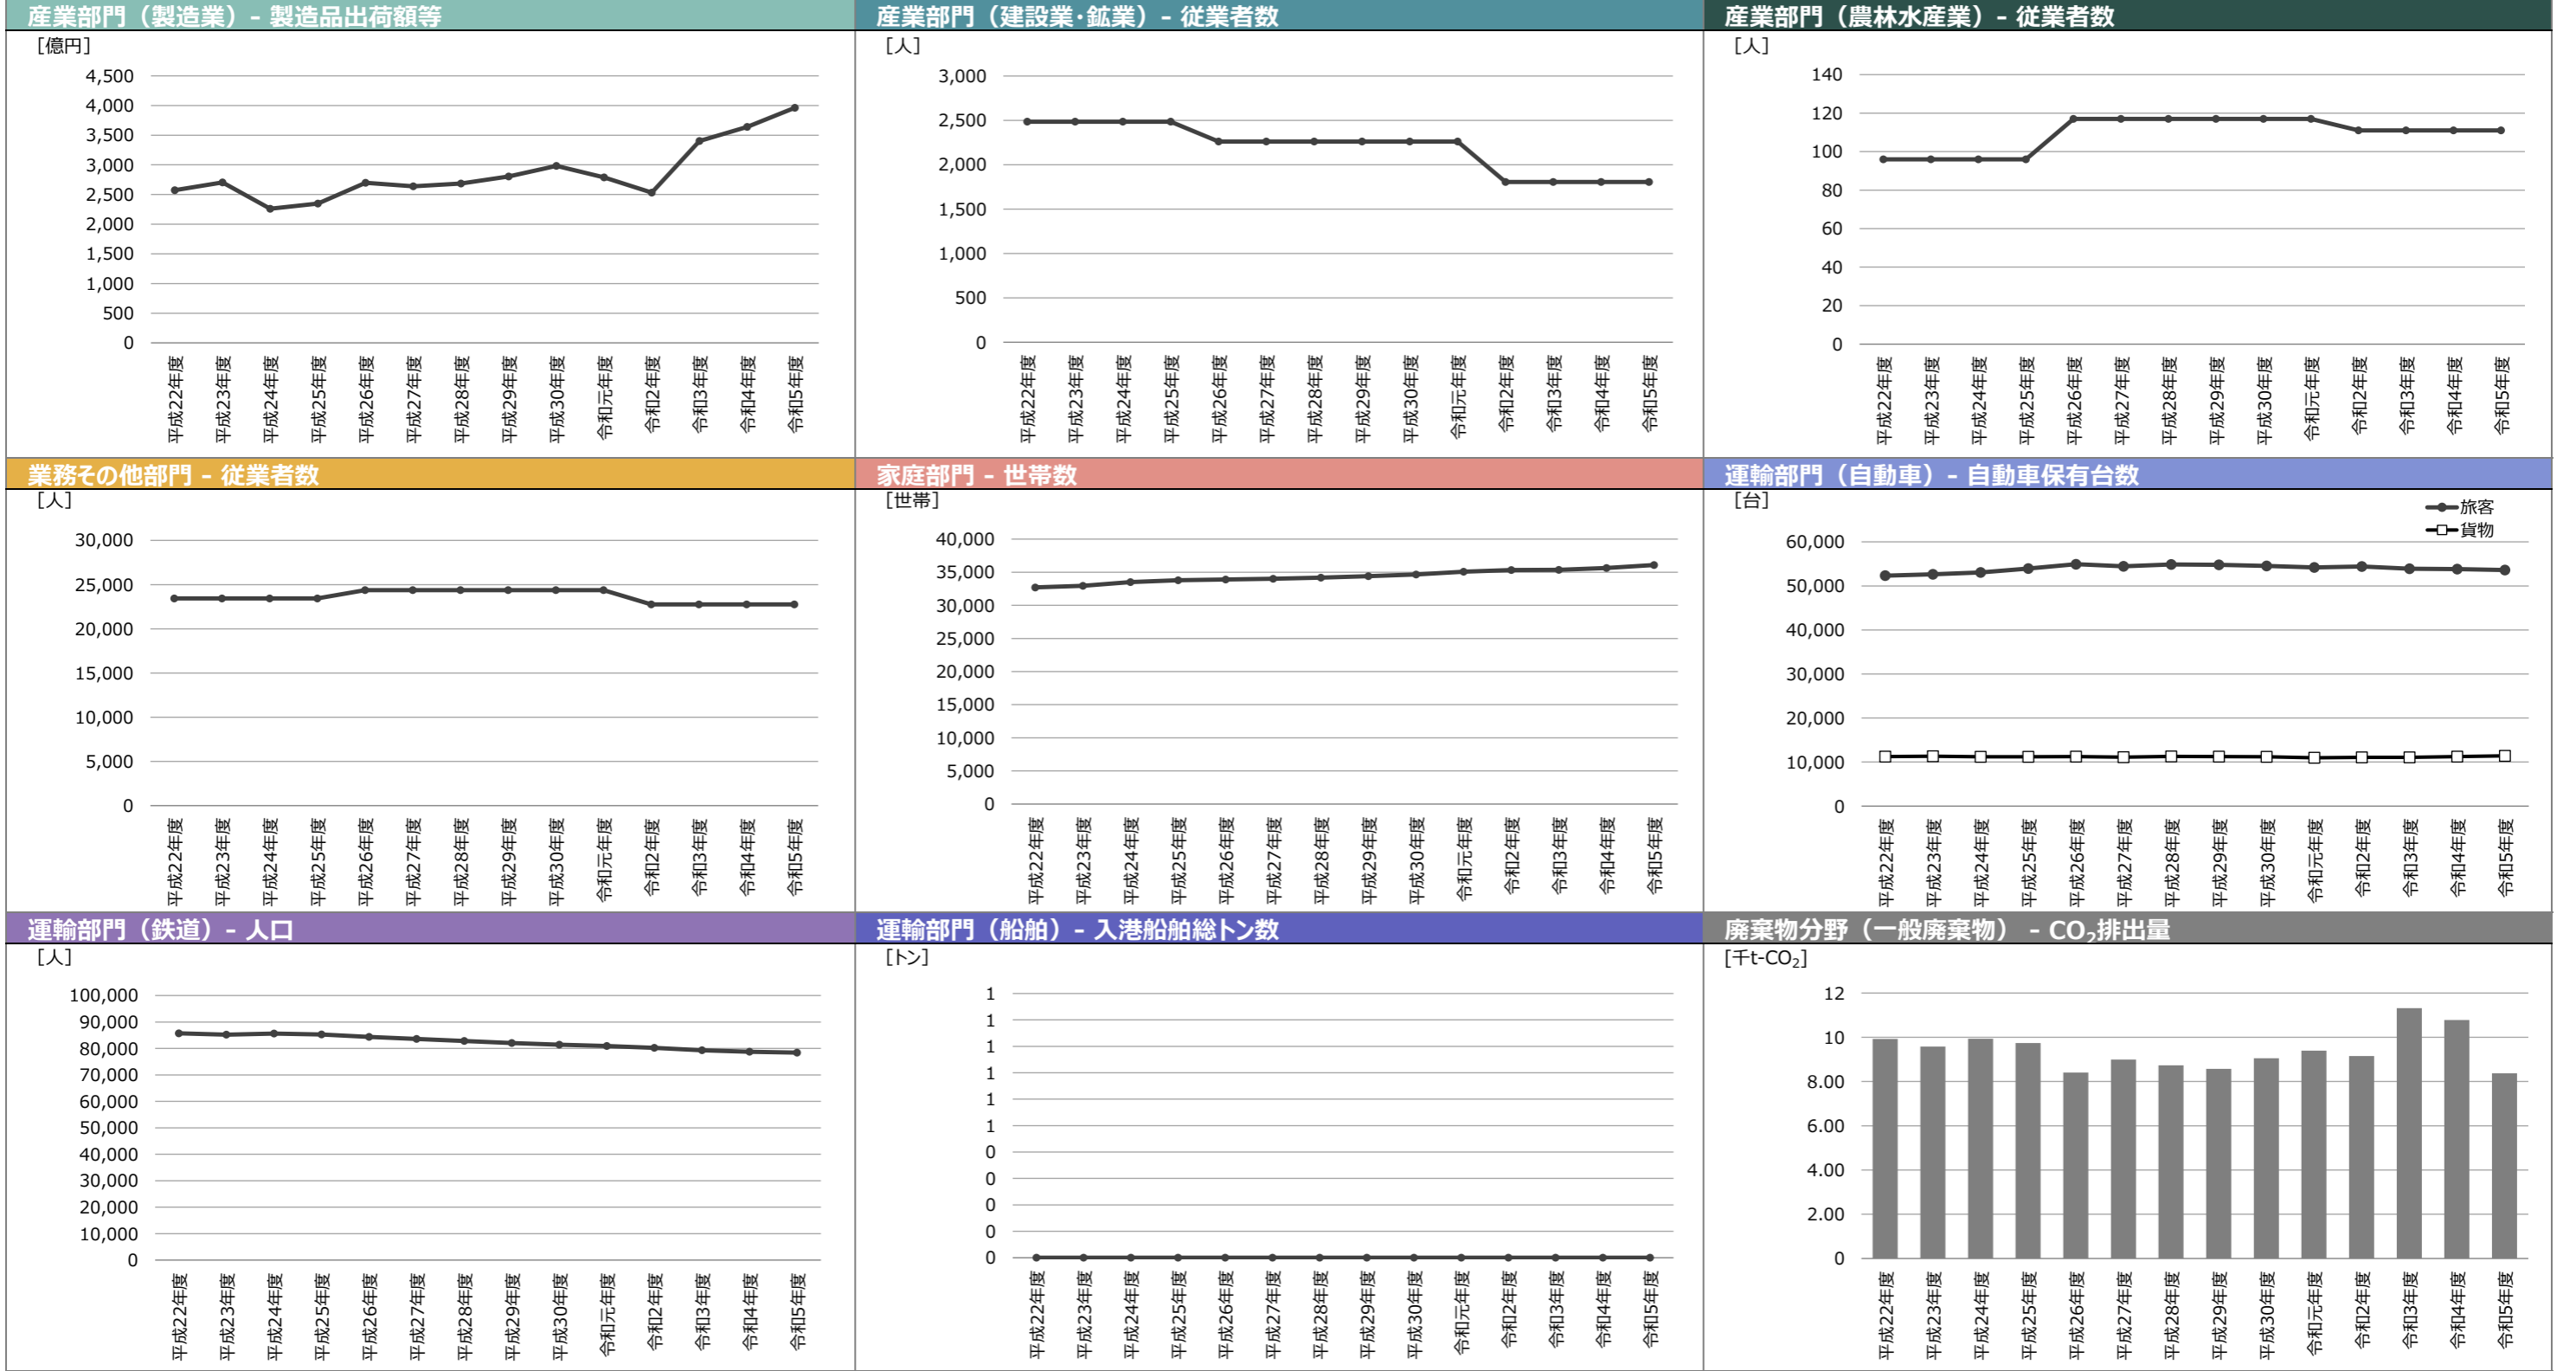 産業部門（製造業）- 製造品出荷額等
[億円]
4,500
4,000
3,500
3,000
2,500
2,000
1,500
1,000
500
0
平成22年度
平成23年度
平成24年度
平成25年度
平成26年度
平成27年度
平成28年度
平成29年度
平成30年度
令和元年度
令和2年度
令和3年度
令和4年度
令和5年度
産業部門（建設業・鉱業）- 従業者数
[人]
3,000
2,500
2,000
1,500
1,000
500
0
平成22年度
平成23年度
平成24年度
平成25年度
平成26年度
平成27年度
平成28年度
平成29年度
平成30年度
令和元年度
令和2年度
令和3年度
令和4年度
令和5年度
産業部門（農林水産業）- 従業者数
[人]
140
120
100
80
60
40
20
0
平成22年度
平成23年度
平成24年度
平成25年度
平成26年度
平成27年度
平成28年度
平成29年度
平成30年度
令和元年度
令和2年度
令和3年度
令和4年度
令和5年度
業務その他部門 - 従業者数
[人]
30,000
25,000
20,000
15,000
10,000
5,000
0
平成22年度
平成23年度
平成24年度
平成25年度
平成26年度
平成27年度
平成28年度
平成29年度
平成30年度
令和元年度
令和2年度
令和3年度
令和4年度
令和5年度
家庭部門 - 世帯数
[世帯]
40,000
35,000
30,000
25,000
20,000
15,000
10,000
5,000
0
平成22年度
平成23年度
平成24年度
平成25年度
平成26年度
平成27年度
平成28年度
平成29年度
平成30年度
令和元年度
令和2年度
令和3年度
令和4年度
令和5年度
運輸部門（自動車）- 自動車保有台数
[台]
旅客
貨物
60,000
50,000
40,000
30,000
20,000
10,000
0
平成22年度
平成23年度
平成24年度
平成25年度
平成26年度
平成27年度
平成28年度
平成29年度
平成30年度
令和元年度
令和2年度
令和3年度
令和4年度
令和5年度
運輸部門（鉄道）- 人口
[人]
100,000
90,000
80,000
70,000
60,000
50,000
40,000
30,000
20,000
10,000
0
平成22年度
平成23年度
平成24年度
平成25年度
平成26年度
平成27年度
平成28年度
平成29年度
平成30年度
令和元年度
令和2年度
令和3年度
令和4年度
令和5年度
運輸部門（船舶）- 入港船舶総トン数
[トン]
1
1
1
1
1
1
0
0
0
0
0
平成22年度
平成23年度
平成24年度
平成25年度
平成26年度
平成27年度
平成28年度
平成29年度
平成30年度
令和元年度
令和2年度
令和3年度
令和4年度
令和5年度
廃棄物分野（一般廃棄物） - CO₂排出量
[千t-CO₂]
12
10
8.00
6.00
4.00
2.00
0
平成22年度
平成23年度
平成24年度
平成25年度
平成26年度
平成27年度
平成28年度
平成29年度
平成30年度
令和元年度
令和2年度
令和3年度
令和4年度
令和5年度